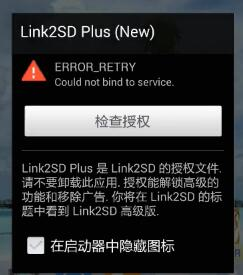 Link2SD Plus (New)
ERROR_RETRY
Could not bind to service.
检查授权
Link2SD Plus 是 Link2SD 的授权文件.
请不要卸载此应用. 授权能解锁高级的
功能和移除广告. 你将在 Link2SD 的标
题中看到 Link2SD 高级版.
在启动器中隐藏图标